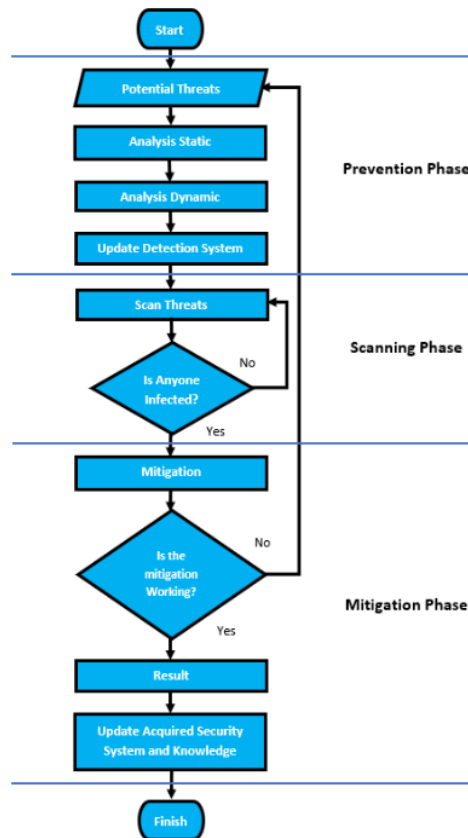 Start
Potential Threats
Analysis Static
Prevention Phase
Analysis Dynamic
Update Detection System
Scan Threats
Scanning Phase
No
Is Anyone
Infected?
Yes
Mitigation
No
Is the
mitigation
Working?
Mitigation Phase
Yes
Result
Update Acquired Security
System and Knowledge
Finish